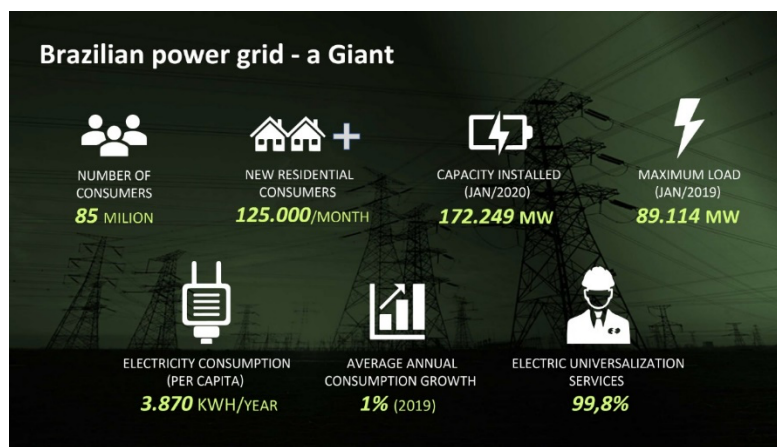 Brazilian power grid - a Giant
NUMBER OF
CONSUMERS
85 MILION
NEW RESIDENTIAL
CONSUMERS
125.000/MONTH
CAPACITY INSTALLED
(JAN/2020)
172.249 MW
MAXIMUM LOAD
(JAN/2019)
89.114 MW
ELECTRICITY CONSUMPTION
(PER CAPITA)
3.870 KWH/YEAR
AVERAGE ANNUAL
CONSUMPTION GROWTH
1% (2019)
ELECTRIC UNIVERSALIZATION
SERVICES
99,8%